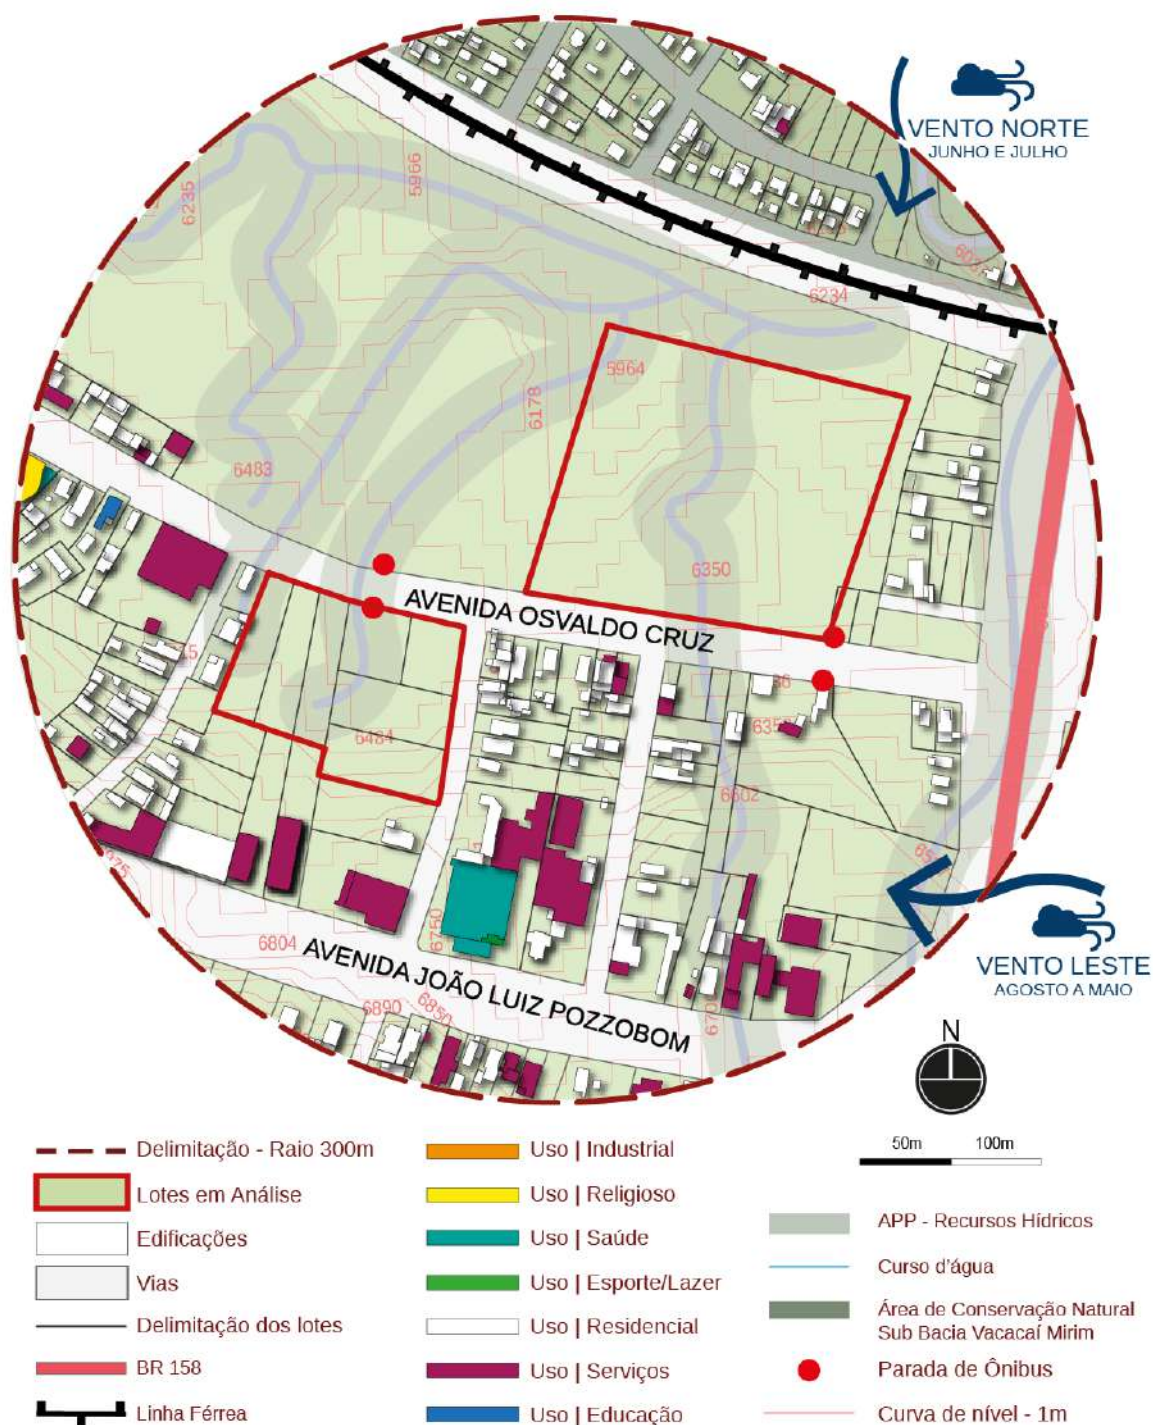 VENTO NORTE
JUNHO E JULHO
5966
6235
6234
5964
6178
6483
6350
AVENIDA OSVALDO CRUZ
6484
6602
6750
6804
AVENIDA JOÃO LUIZ POZZOBOM
6890
6850
VENTO LESTE
AGOSTO A MAIO
N
50m 100m
Delimitação - Raio 300m
Lotes em Análise
Edificações
Vias
Delimitação dos lotes
BR 158
Linha Férrea
Uso | Industrial
Uso | Religioso
Uso | Saúde
Uso | Esporte/Lazer
Uso | Residencial
Uso | Serviços
Uso | Educação
APP - Recursos Hídricos
Curso d'água
Área de Conservação Natural
Sub Bacia Vacacaí Mirim
Parada de Ônibus
Curva de nível - 1m